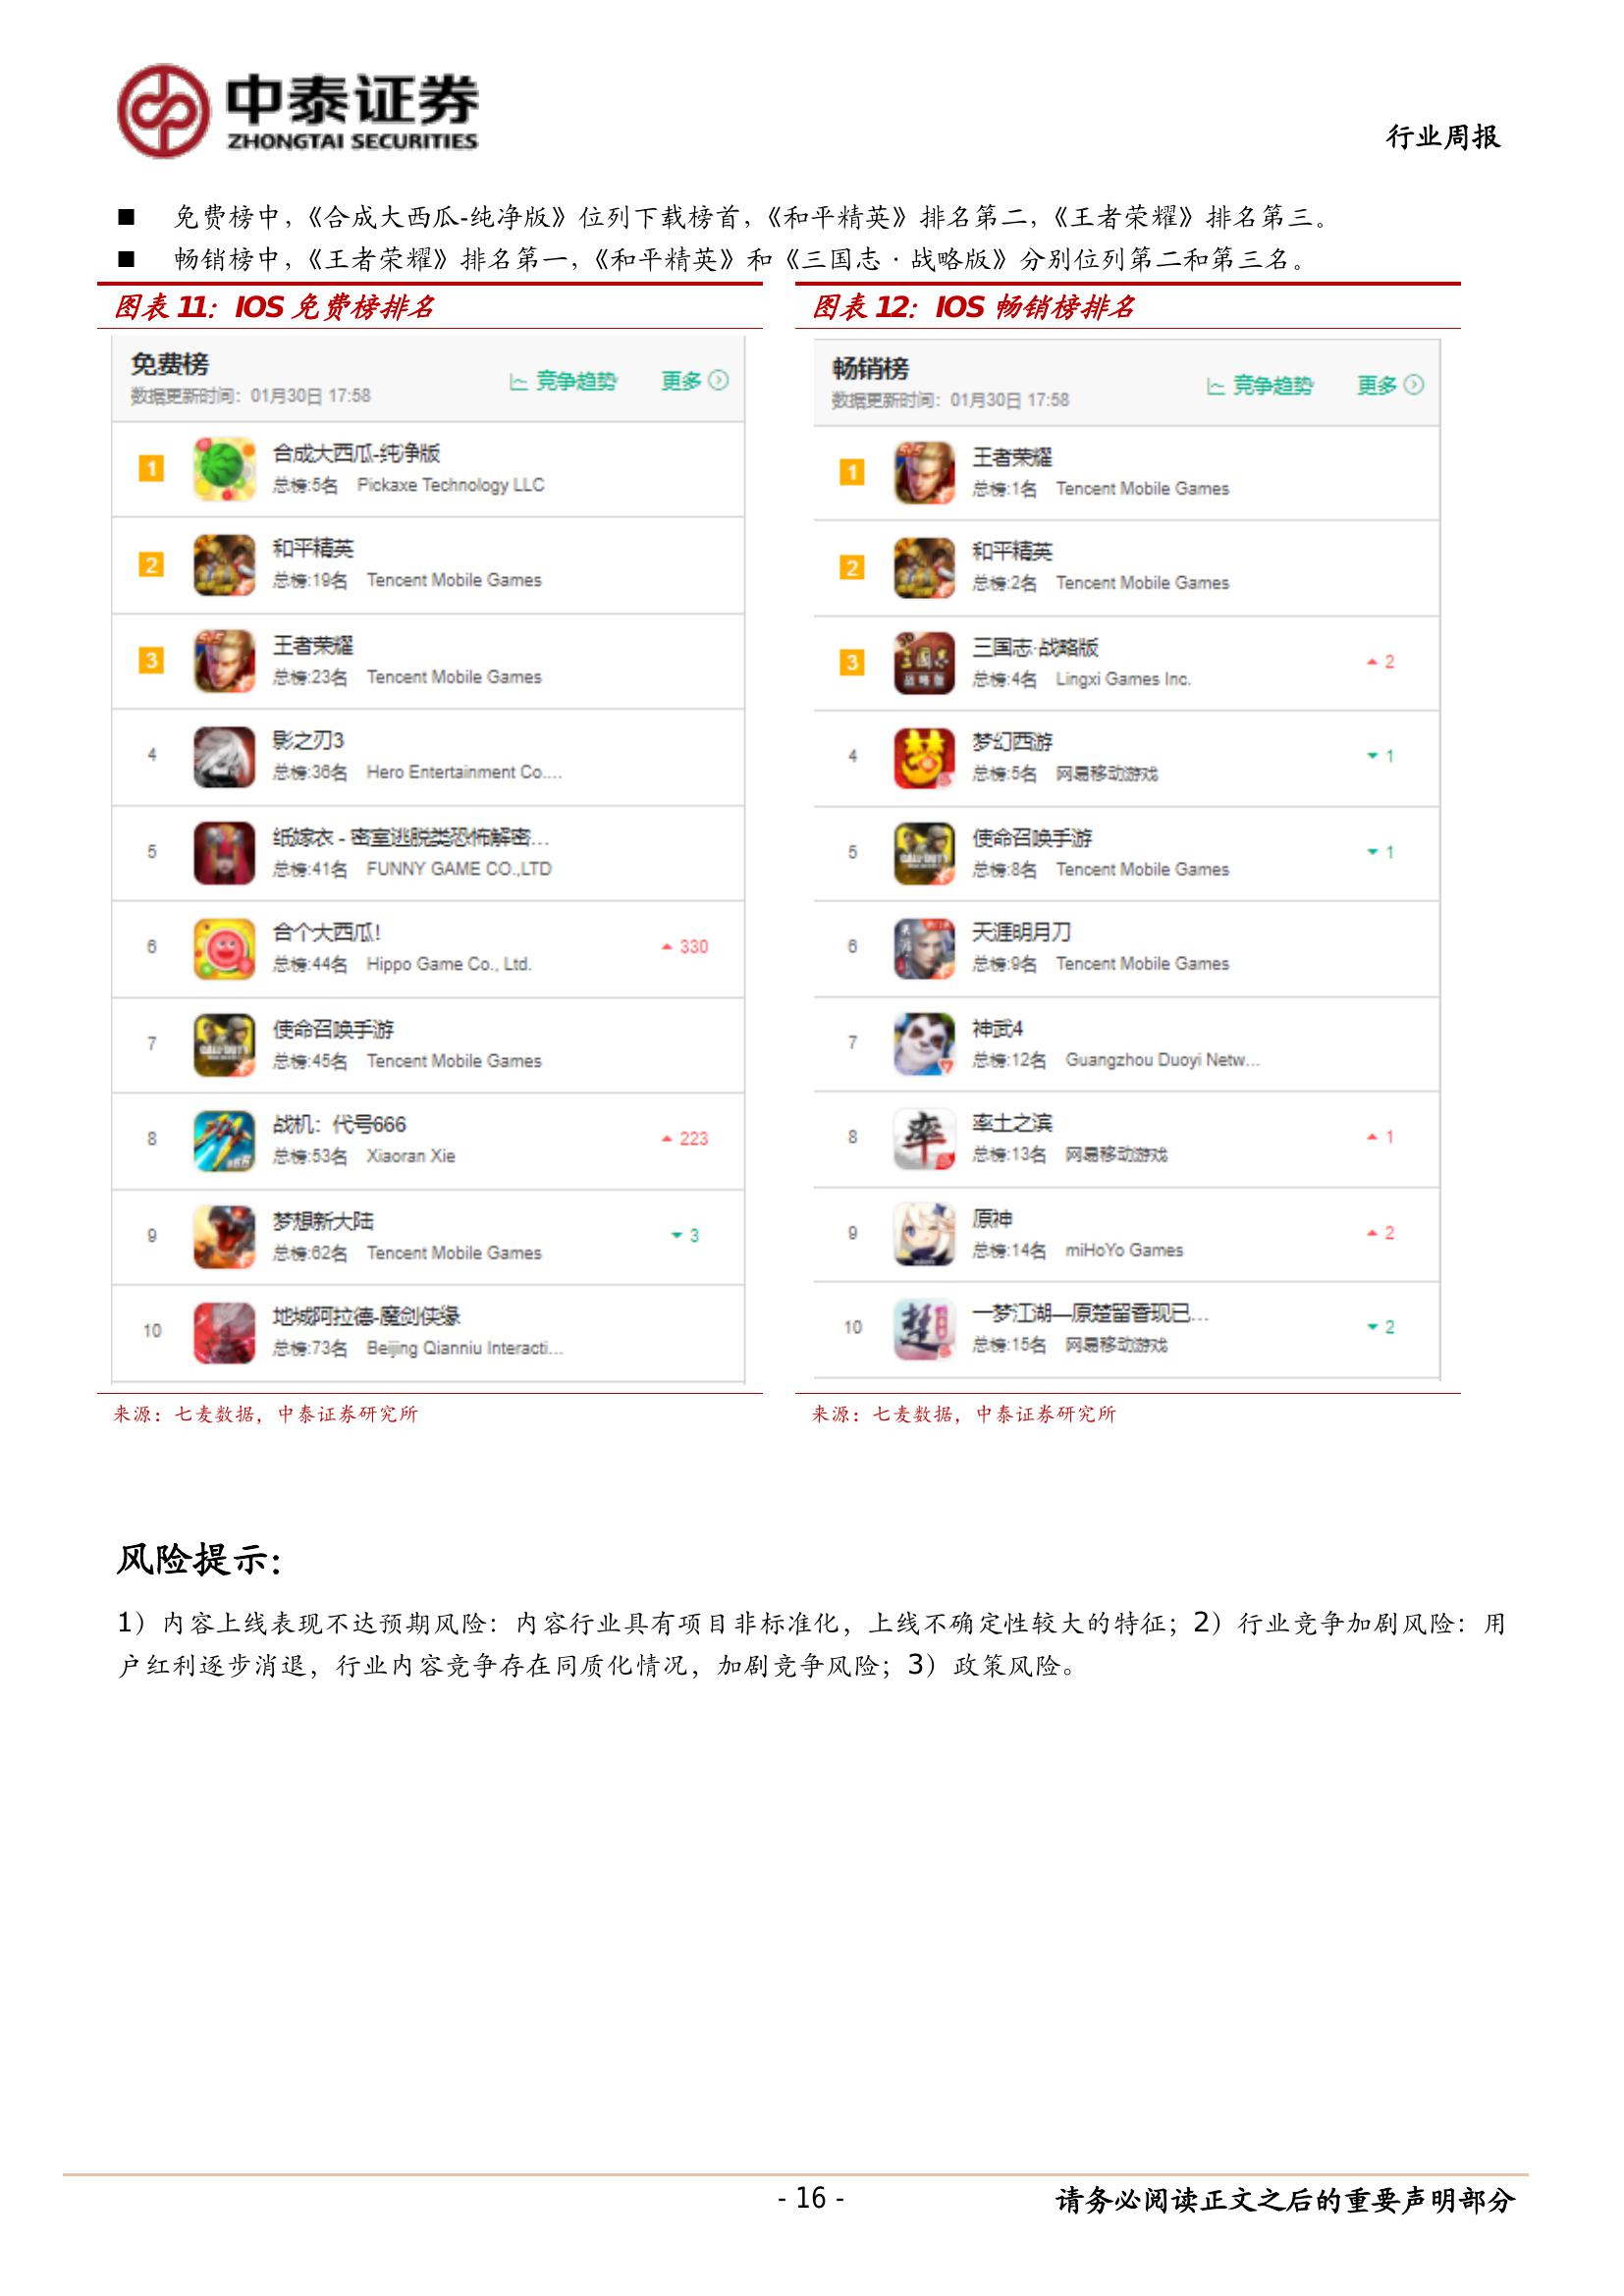 中泰证券
ZHONGTAI SECURITIES
行业周报
■ 免费榜中，《合成大西瓜-纯净版》位列下载榜首，《和平精英》排名第二，《王者荣耀》排名第三。
■ 畅销榜中，《王者荣耀》排名第一，《和平精英》和《三国志·战略版》分别位列第二和第三名。
图表 11：IOS 免费榜排名
免费榜
竞争趋势 更多
数据更新时间：01月30日 17:58
1 合成大西瓜-纯净版
总榜:5名 Pickaxe Technology LLC
2 和平精英
总榜:19名 Tencent Mobile Games
3 王者荣耀
总榜:23名 Tencent Mobile Games
4 影之刃3
总榜:36名 Hero Entertainment Co....
5 纸嫁衣 - 密室逃脱类恐怖解密...
总榜:41名 FUNNY GAME CO.,LTD
6 合个大西瓜！ ▲ 330
总榜:44名 Hippo Game Co., Ltd.
7 使命召唤手游
总榜:45名 Tencent Mobile Games
8 战机：代号666 ▲ 223
总榜:53名 Xiaoran Xie
9 梦想新大陆 ▼ 3
总榜:62名 Tencent Mobile Games
10 地城阿拉德-魔剑侠缘
总榜:73名 Beijing Qianniu Interacti...
来源：七麦数据，中泰证券研究所
图表 12：IOS 畅销榜排名
畅销榜
竞争趋势 更多
数据更新时间：01月30日 17:58
1 王者荣耀
总榜:1名 Tencent Mobile Games
2 和平精英
总榜:2名 Tencent Mobile Games
3 三国志·战略版 ▲ 2
总榜:4名 Lingxi Games Inc.
4 梦幻西游 ▼ 1
总榜:5名 网易移动游戏
5 使命召唤手游 ▼ 1
总榜:8名 Tencent Mobile Games
6 天涯明月刀
总榜:9名 Tencent Mobile Games
7 神武4
总榜:12名 Guangzhou Duoyi Netw...
8 率土之滨 ▲ 1
总榜:13名 网易移动游戏
9 原神 ▲ 2
总榜:14名 miHoYo Games
10 一梦江湖—原楚留香现已... ▼ 2
总榜:15名 网易移动游戏
来源：七麦数据，中泰证券研究所
风险提示：
1）内容上线表现不达预期风险：内容行业具有项目非标准化，上线不确定性较大的特征；2）行业竞争加剧风险：用
户红利逐步消退，行业内容竞争存在同质化情况，加剧竞争风险；3）政策风险。
- 16 -
请务必阅读正文之后的重要声明部分